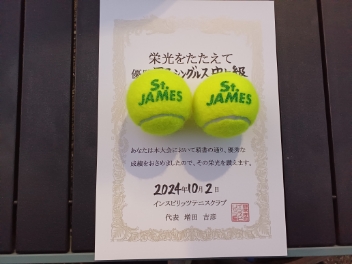 栄光をたたえて
優 シングルス 中上級
St.
JAMES
St.
JAMES
あなたは本大会において頭書の通り、優秀な
成績をおさめましたので、その栄光を讃えます。
2024年10月2日
インスピリッツテニスクラブ
代表 増田 吉彦